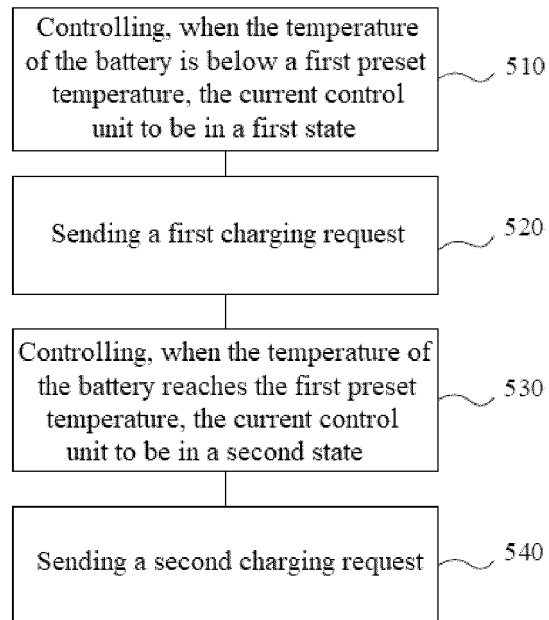 Controlling, when the temperature
of the battery is below a first preset
temperature, the current control
unit to be in a first state
510
Sending a first charging request
520
Controlling, when the temperature of
the battery reaches the first preset
temperature, the current control
unit to be in a second state
530
Sending a second charging request
540